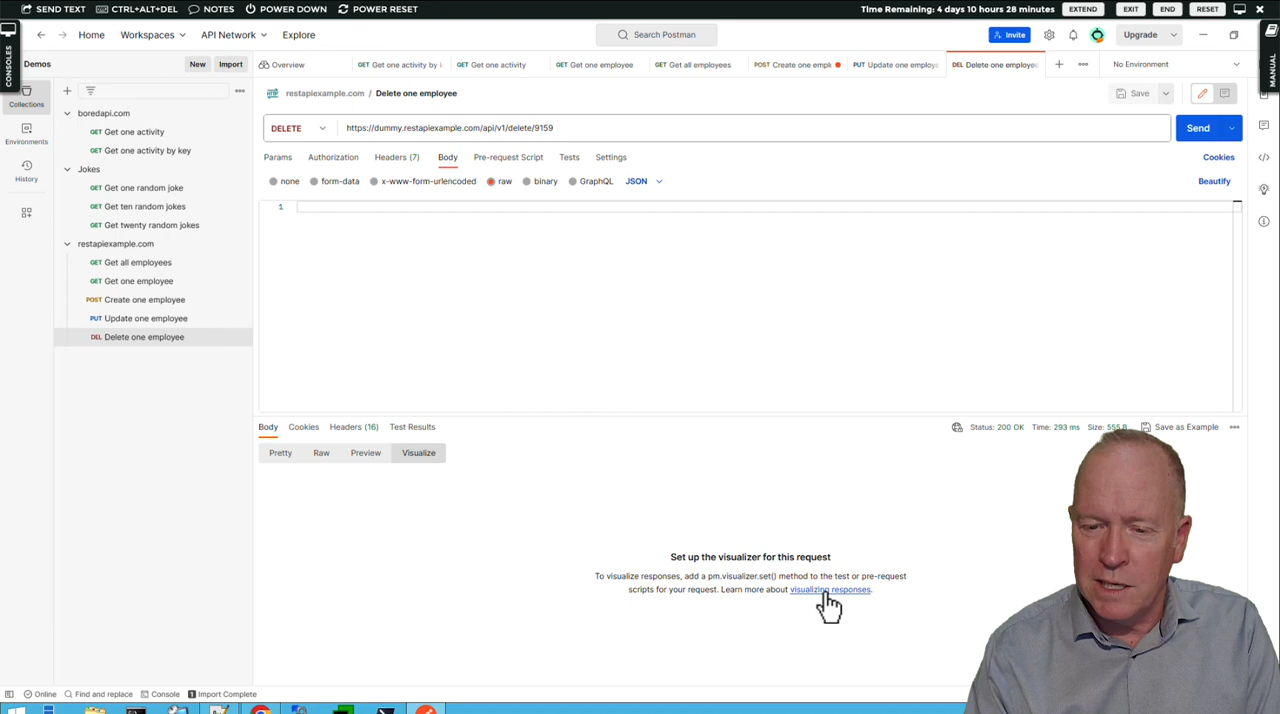 SEND TEXT CTRL+ALT+DEL NOTES POWER DOWN POWER RESET Time Remaining: 4 days 10 hours 28 minutes EXTEND EXIT END RESET
CONSOLES
MANUAL
Home Workspaces API Network Explore Search Postman Invite Upgrade
Demos New Import Overview GET Get one activity by k GET Get one activity GET Get one employee GET Get all employees POST Create one empl PUT Update one employ DEL Delete one employee No Environment
Collections
Environments
History
boredapi.com
GET Get one activity
GET Get one activity by key
Jokes
GET Get one random joke
GET Get ten random jokes
GET Get twenty random jokes
restapiexample.com
GET Get all employees
GET Get one employee
POST Create one employee
PUT Update one employee
DEL Delete one employee
HTTP restapiexample.com / Delete one employee Save
DELETE https://dummy.restapiexample.com/api/v1/delete/9159 Send
Params Authorization Headers (7) Body Pre-request Script Tests Settings Cookies
none form-data x-www-form-urlencoded raw binary GraphQL JSON Beautify
1
Body Cookies Headers (16) Test Results Status: 200 OK Time: 293 ms Size: 555 B Save as Example
Pretty Raw Preview Visualize
Set up the visualizer for this request
To visualize responses, add a pm.visualizer.set() method to the test or pre-request
scripts for your request. Learn more about visualizing responses.
Online Find and replace Console 1 Import Complete